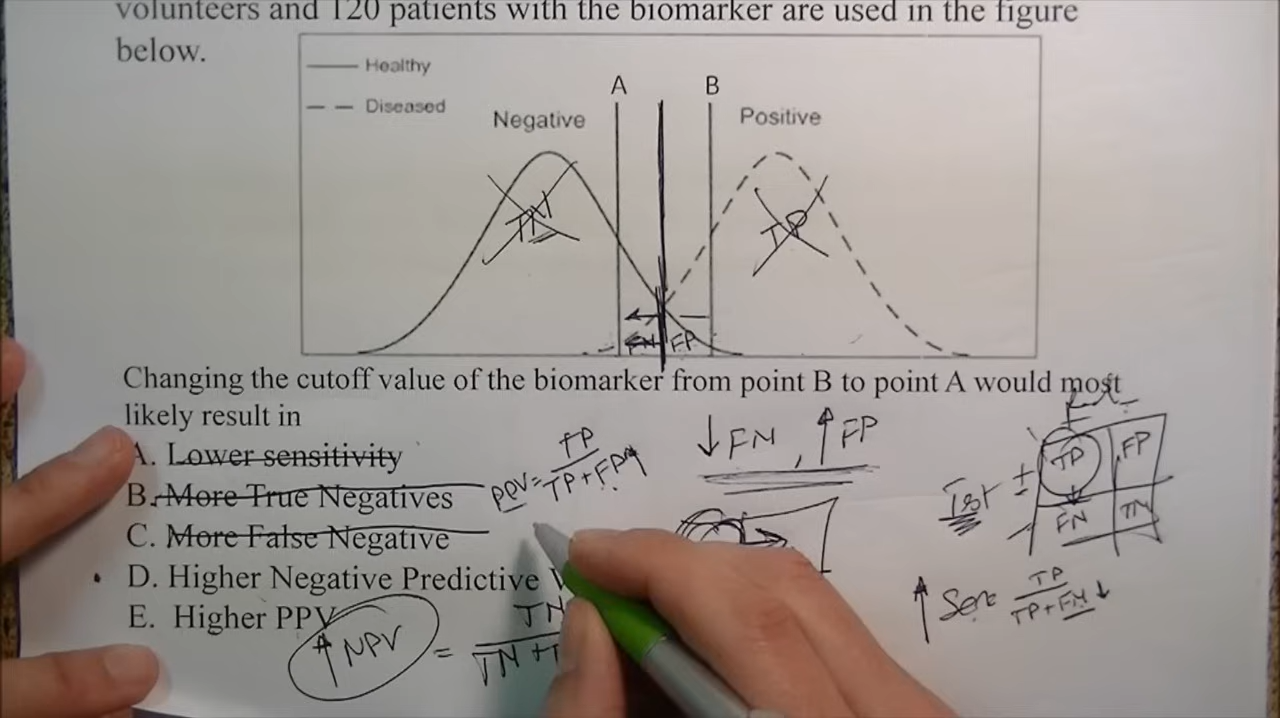 volunteers and 120 patients with the biomarker are used in the figure
below.
Healthy
Diseased
A
B
Negative
Positive
TN
TP
FN FP
Changing the cutoff value of the biomarker from point B to point A would most
likely result in
A. Lower sensitivity
B. More True Negatives
C. More False Negative
D. Higher Negative Predictive
E. Higher PPV
PPV = TP
TP + FP ↑
↓ FN , ↑ FP
↑ NPV = TN
TN +
+
Test +
-
TP FP
FN TN
↑ Sen = TP
TP + FN ↓